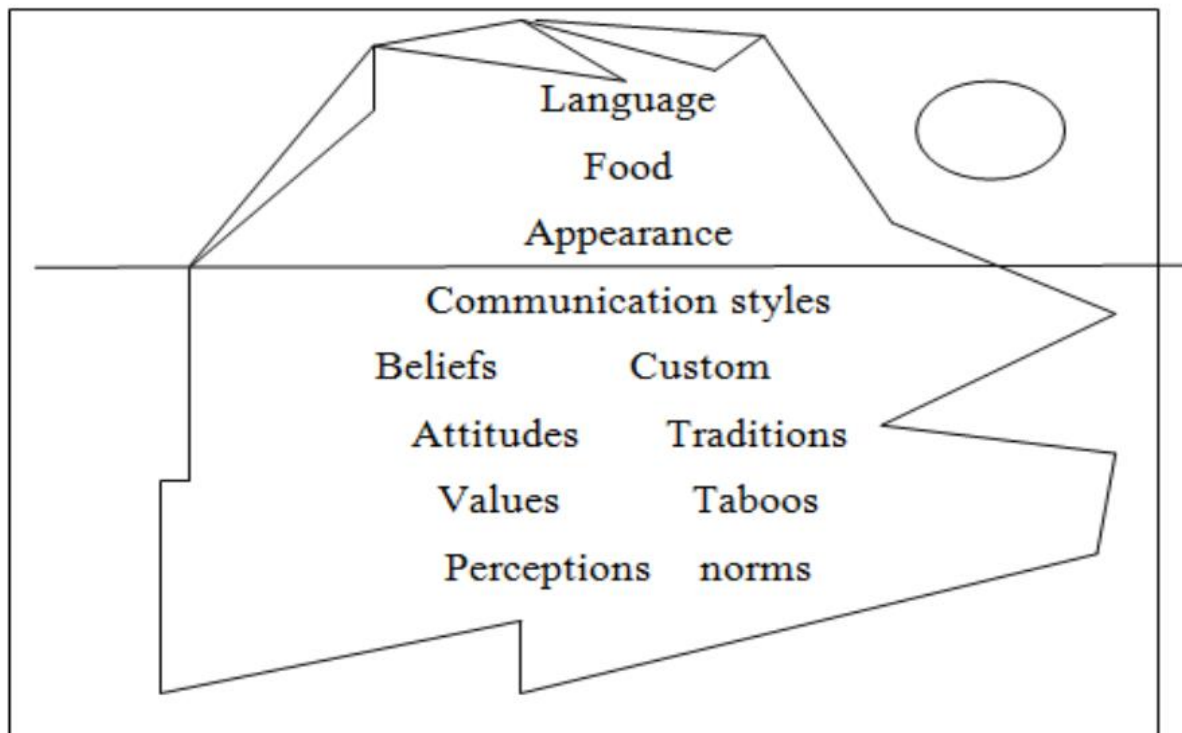 Language
Food
Appearance
Communication styles
Beliefs Custom
Attitudes Traditions
Values Taboos
Perceptions norms